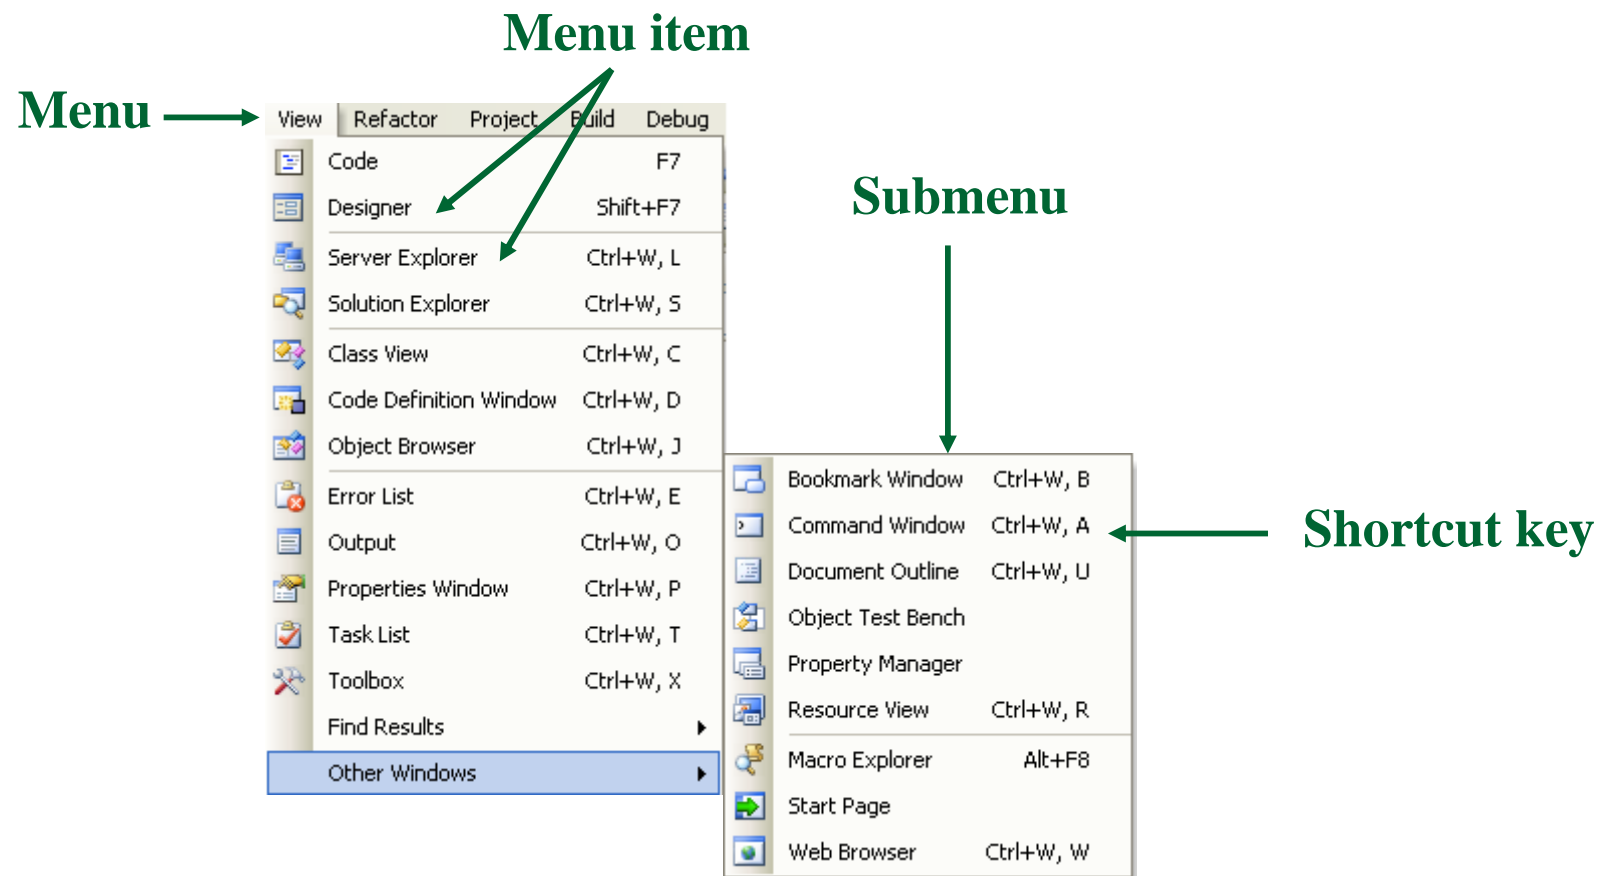 Menu item
Menu
View Refactor Project Build Debug
Code F7
Designer Shift+F7
Server Explorer Ctrl+W, L
Solution Explorer Ctrl+W, S
Class View Ctrl+W, C
Code Definition Window Ctrl+W, D
Object Browser Ctrl+W, J
Error List Ctrl+W, E
Output Ctrl+W, O
Properties Window Ctrl+W, P
Task List Ctrl+W, T
Toolbox Ctrl+W, X
Find Results
Other Windows
Submenu
Bookmark Window Ctrl+W, B
Command Window Ctrl+W, A
Document Outline Ctrl+W, U
Object Test Bench
Property Manager
Resource View Ctrl+W, R
Macro Explorer Alt+F8
Start Page
Web Browser Ctrl+W, W
Shortcut key